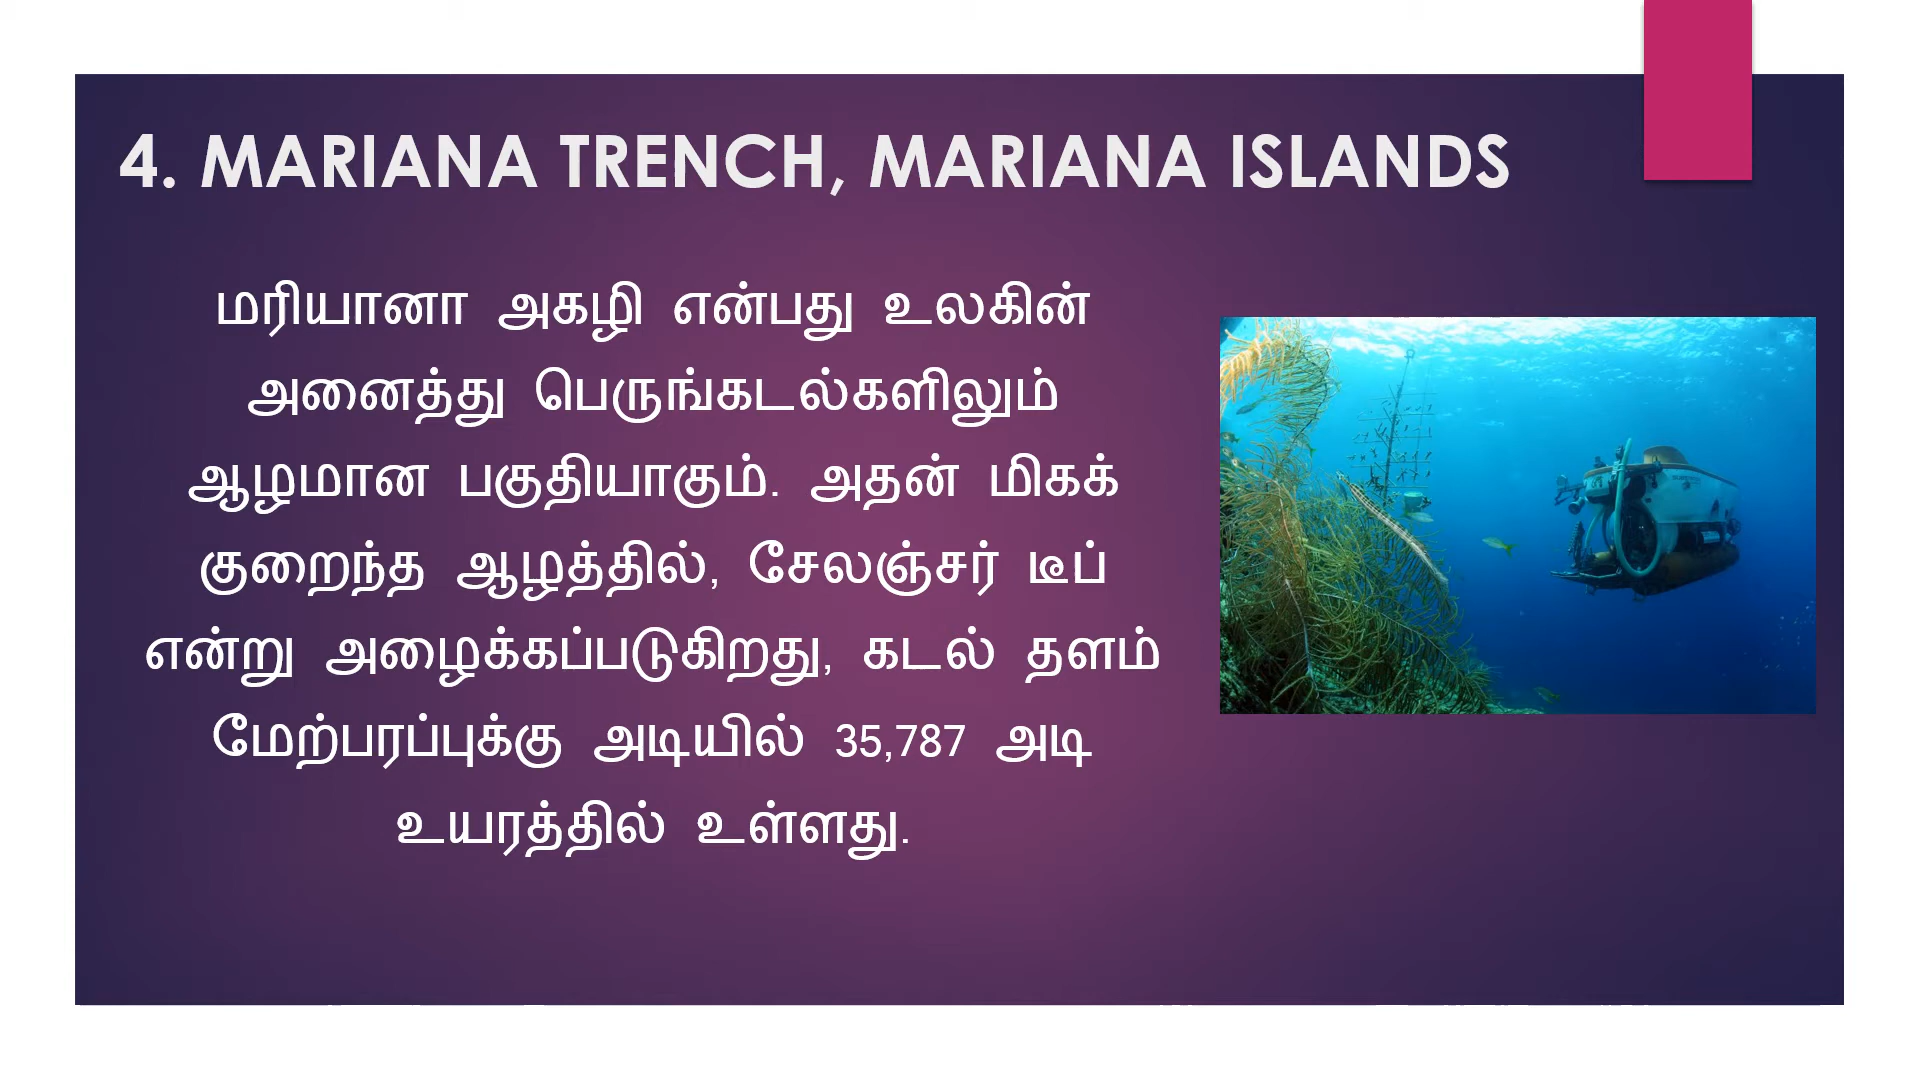 4. MARIANA TRENCH, MARIANA ISLANDS
மரியானா அகழி என்பது உலகின்
அனைத்து பெருங்கடல்களிலும்
ஆழமான பகுதியாகும். அதன் மிகக்
குறைந்த ஆழத்தில், சேலஞ்சர் டீப்
என்று அழைக்கப்படுகிறது, கடல் தளம்
மேற்பரப்புக்கு அடியில் 35,787 அடி
உயரத்தில் உள்ளது.